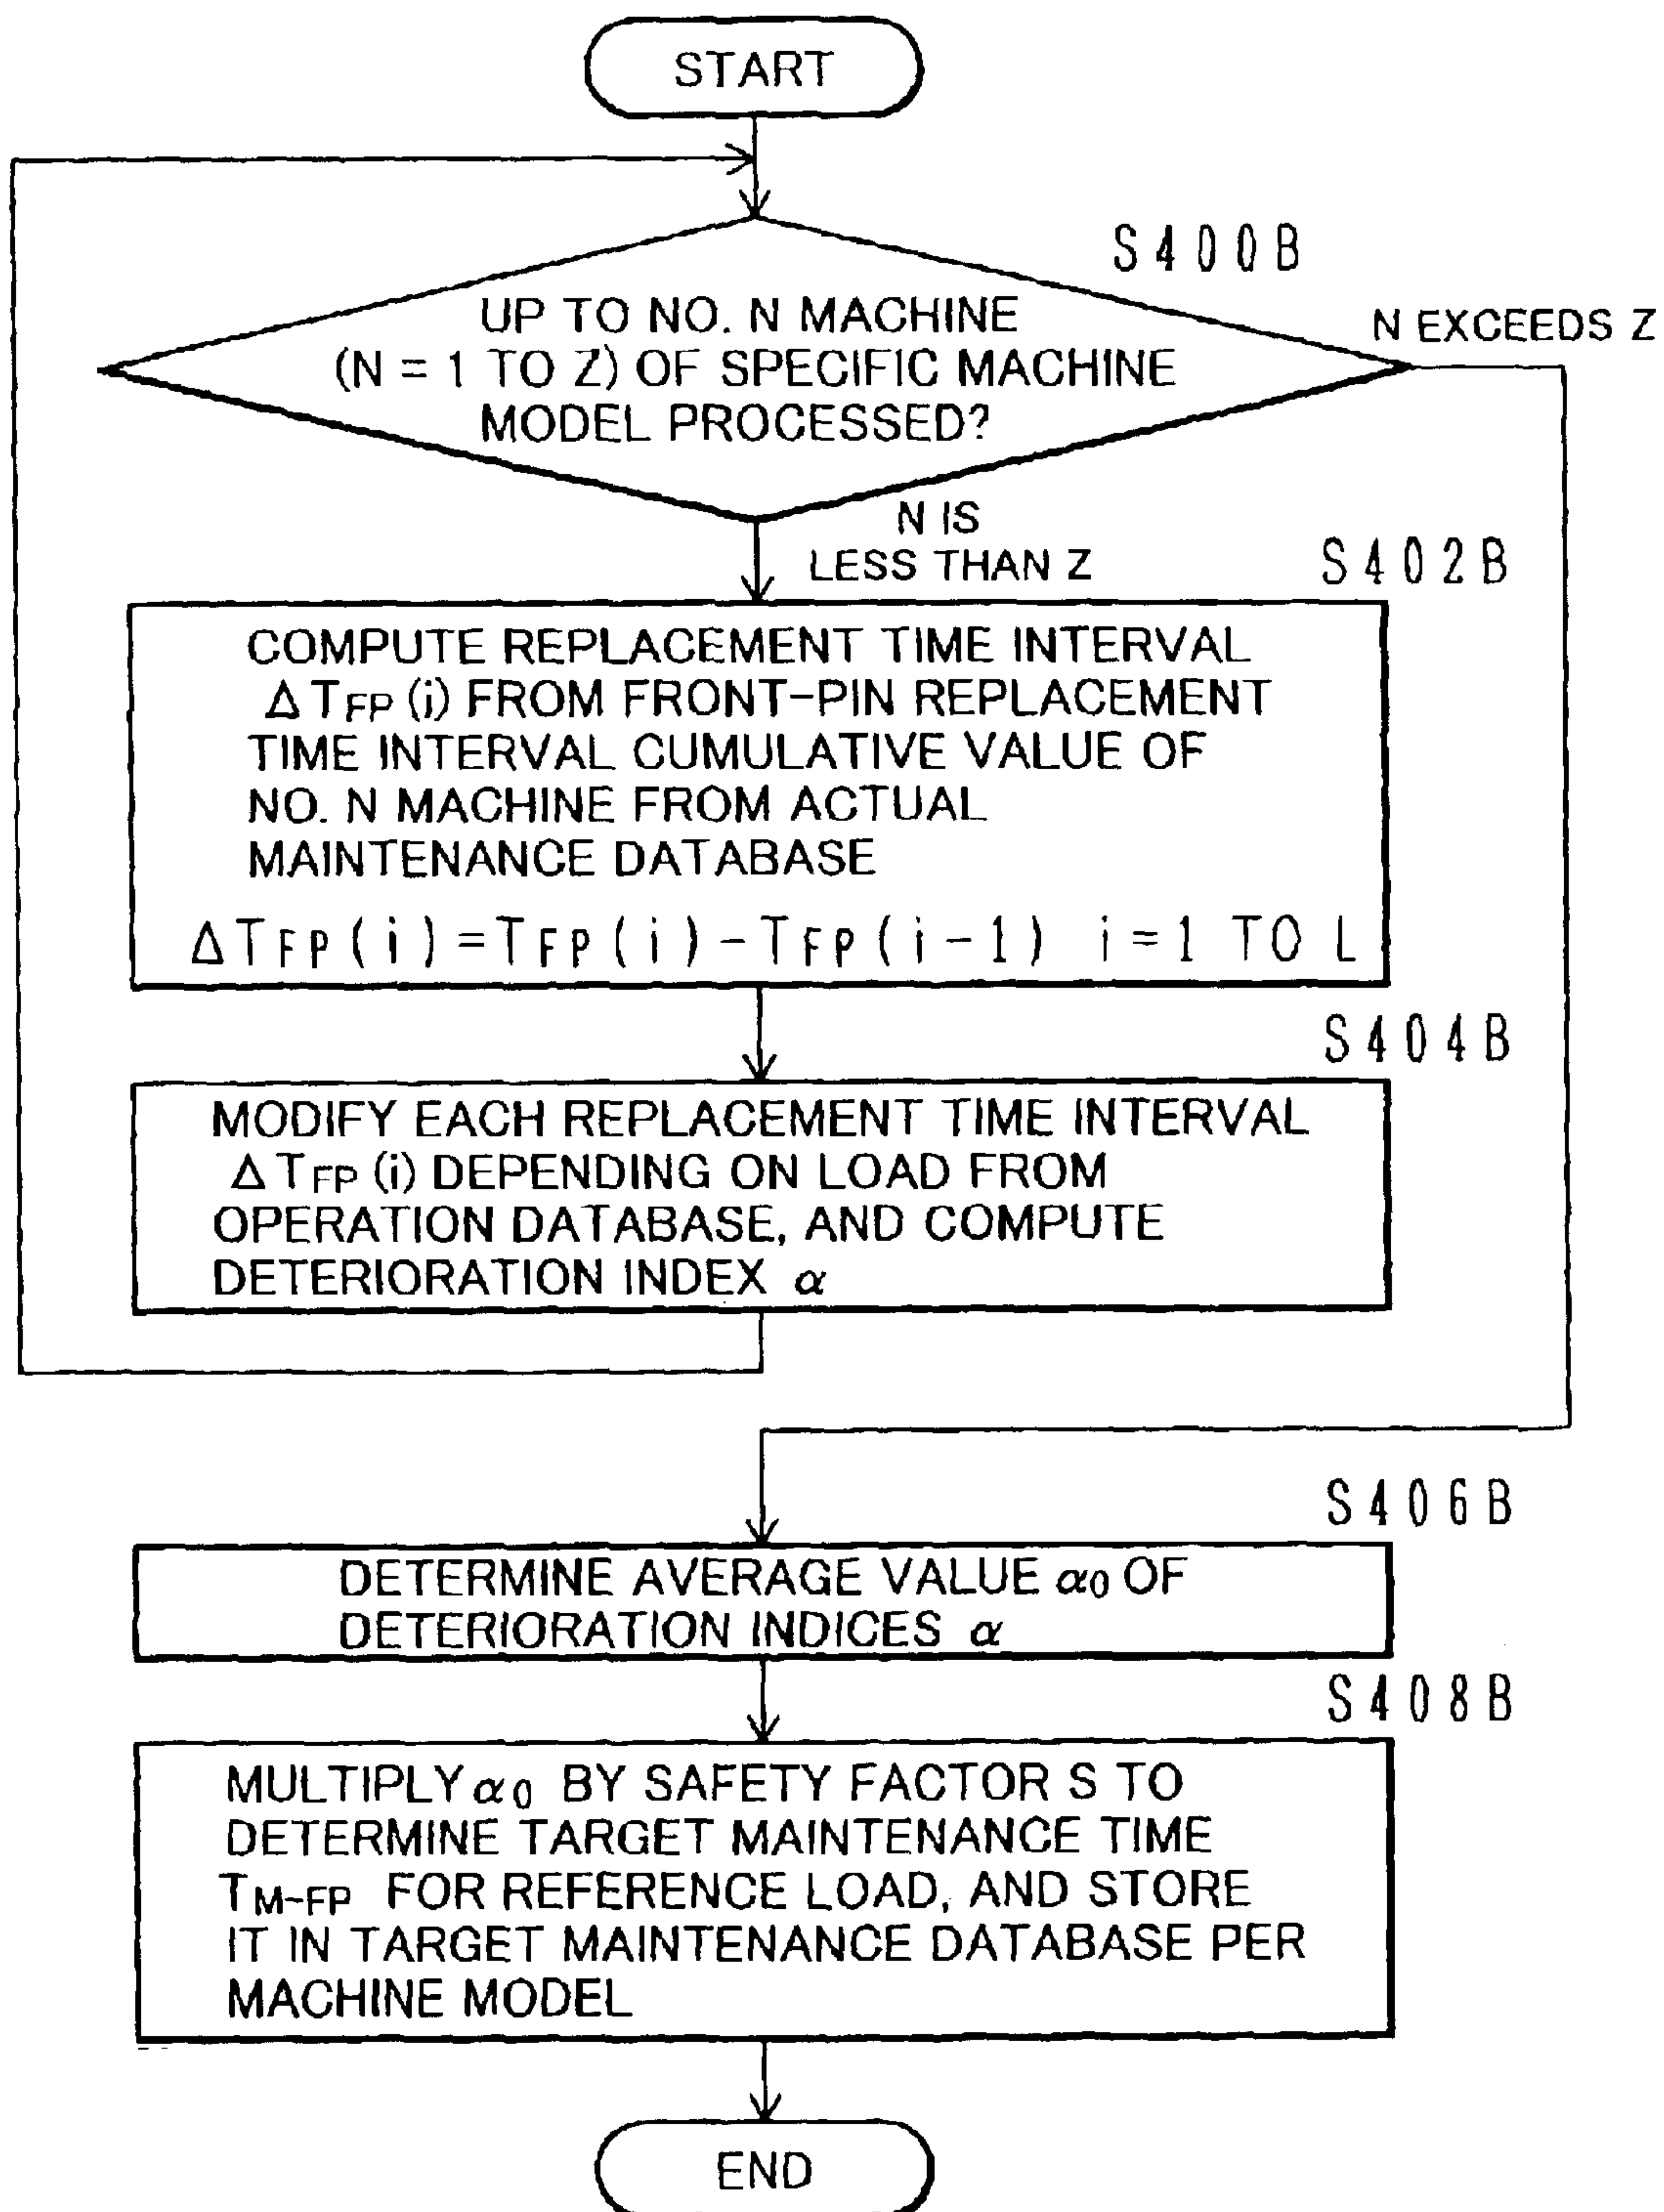 START
S400B
UP TO NO. N MACHINE
(N = 1 TO Z) OF SPECIFIC MACHINE
MODEL PROCESSED?
N EXCEEDS Z
N IS
LESS THAN Z
S402B
COMPUTE REPLACEMENT TIME INTERVAL
ΔTFP (i) FROM FRONT-PIN REPLACEMENT
TIME INTERVAL CUMULATIVE VALUE OF
NO. N MACHINE FROM ACTUAL
MAINTENANCE DATABASE
ΔTFP(i)=TFP(i)-TFP(i-1) i=1 TO L
S404B
MODIFY EACH REPLACEMENT TIME INTERVAL
ΔTFP (i) DEPENDING ON LOAD FROM
OPERATION DATABASE, AND COMPUTE
DETERIORATION INDEX α
S406B
DETERMINE AVERAGE VALUE α0 OF
DETERIORATION INDICES α
S408B
MULTIPLY α0 BY SAFETY FACTOR S TO
DETERMINE TARGET MAINTENANCE TIME
TM-FP FOR REFERENCE LOAD, AND STORE
IT IN TARGET MAINTENANCE DATABASE PER
MACHINE MODEL
END